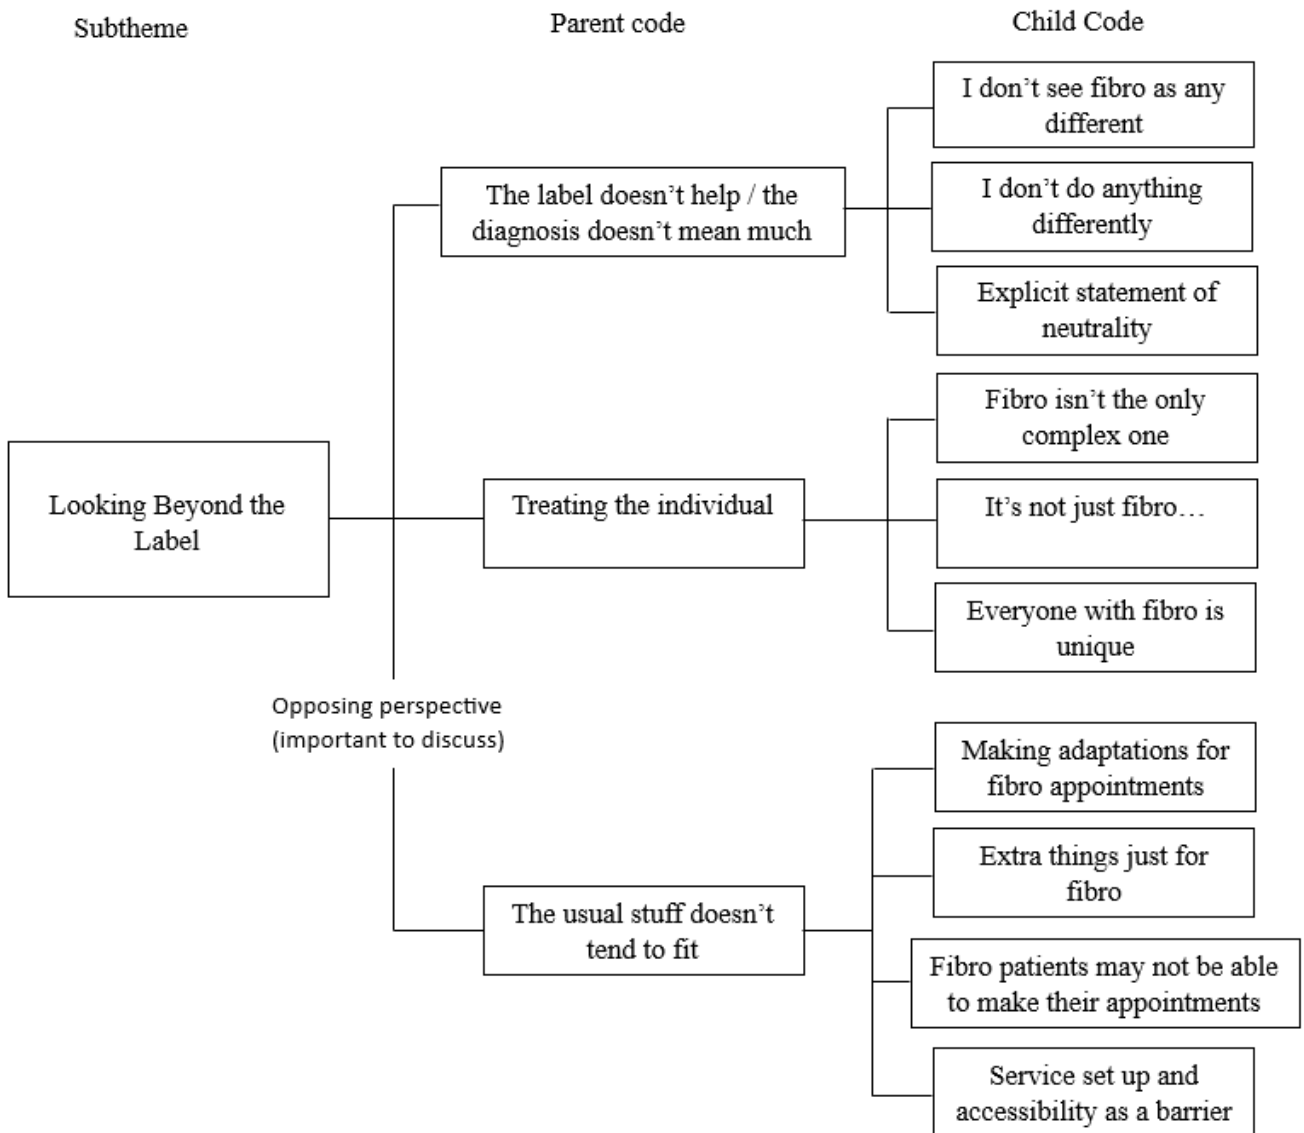 Subtheme
Parent code
Child Code
I don’t see fibro as any
different
The label doesn’t help / the
diagnosis doesn’t mean much
I don’t do anything
differently
Explicit statement of
neutrality
Looking Beyond the
Label
Treating the individual
Fibro isn’t the only
complex one
It’s not just fibro…
Everyone with fibro is
unique
Opposing perspective
(important to discuss)
The usual stuff doesn’t
tend to fit
Making adaptations for
fibro appointments
Extra things just for
fibro
Fibro patients may not be able
to make their appointments
Service set up and
accessibility as a barrier